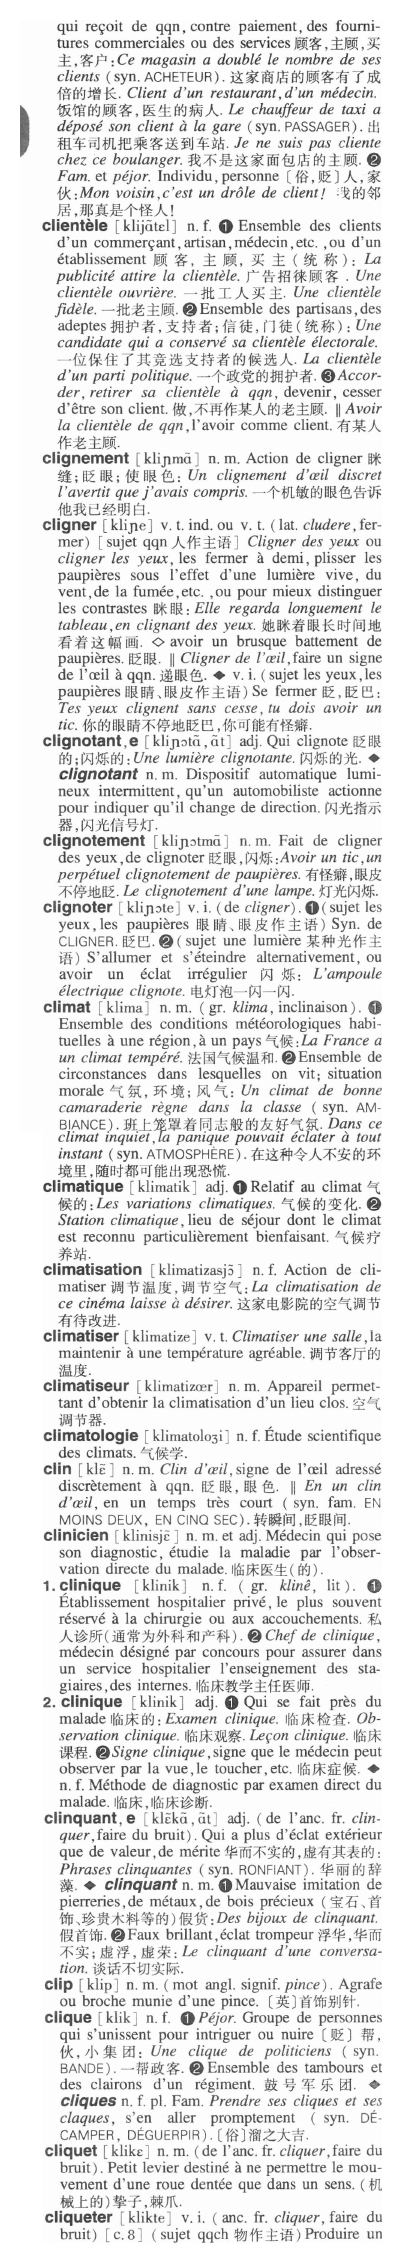 qui reçoit de qqn, contre paiement, des fourni-
tures commerciales ou des services 顾客,主顾,买
主,客户:Ce magasin a doublé le nombre de ses
clients (syn. ACHETEUR). 这家商店的顾客有了成
倍的增长. Client d'un restaurant, d'un médecin.
饭馆的顾客,医生的病人. Le chauffeur de taxi a
déposé son client à la gare (syn. PASSAGER). 出
租车司机把乘客送到车站. Je ne suis pas cliente
chez ce boulanger. 我不是这家面包店的主顾. ❷
Fam. et péjor. Individu, personne〔俗,贬〕人,家
伙:Mon voisin, c'est un drôle de client! 我的邻
居,那真是个怪人!
clientèle [klijɑ̃tɛl] n. f. ❶ Ensemble des clients
d'un commerçant, artisan, médecin, etc. , ou d'un
établissement 顾客, 主顾, 买主(统称): La
publicité attire la clientèle. 广告招徕顾客. Une
clientèle ouvrière. 一批工人买主. Une clientèle
fidèle. 一批老主顾. ❷ Ensemble des partisans, des
adeptes 拥护者,支持者;信徒,门徒(统称): Une
candidate qui a conservé sa clientèle électorale.
一位保住了其竞选支持者的候选人. La clientèle
d'un parti politique. 一个政党的拥护者. ❸ Accor-
der, retirer sa clientèle à qqn, devenir, cesser
d'être son client. 做,不再作某人的老主顾. ‖ Avoir
la clientèle de qqn, l'avoir comme client. 有某人
作老主顾.
clignement [kliɲmɑ̃] n. m. Action de cligner 眯
缝;眨眼;使眼色: Un clignement d'œil discret
l'avertit que j'avais compris. 一个机敏的眼色告诉
他我已经明白.
cligner [kliɲe] v. t. ind. ou v. t. (lat. cludere, fer-
mer) [sujet qqn 人作主语] Cligner des yeux ou
cligner les yeux, les fermer à demi, plisser les
paupières sous l'effet d'une lumière vive, du
vent, de la fumée, etc. , ou pour mieux distinguer
les contrastes 眯眼: Elle regarda longuement le
tableau, en clignant des yeux. 她眯着眼长时间地
看着这幅画. ◇ avoir un brusque battement de
paupières. 眨眼. ‖ Cligner de l'œil, faire un signe
de l'œil à qqn. 递眼色. ◆ v. i. (sujet les yeux, les
paupières 眼睛、眼皮作主语) Se fermer 眨,眨巴:
Tes yeux clignent sans cesse, tu dois avoir un
tic. 你的眼睛不停地眨巴,你可能有怪癖.
clignotant, e [kliɲɔtɑ̃, ɑ̃t] adj. Qui clignote 眨眼
的;闪烁的: Une lumière clignotante. 闪烁的光. ◆
clignotant n. m. Dispositif automatique lumi-
neux intermittent, qu'un automobiliste actionne
pour indiquer qu'il change de direction. 闪光指示
器,闪光信号灯.
clignotement [kliɲɔtmɑ̃] n. m. Fait de cligner
des yeux, de clignoter 眨眼,闪烁: Avoir un tic, un
perpétuel clignotement de paupières. 有怪癖,眼皮
不停地眨. Le clignotement d'une lampe. 灯光闪烁.
clignoter [kliɲɔte] v. i. (de cligner). ❶ (sujet les
yeux, les paupières 眼睛、眼皮作主语) Syn. de
CLIGNER. 眨巴. ❷ (sujet une lumière 某种光作主
语) S'allumer et s'éteindre alternativement, ou
avoir un éclat irrégulier 闪烁: L'ampoule
électrique clignote. 电灯泡一闪一闪.
climat [klima] n. m. (gr. klima, inclinaison). ❶
Ensemble des conditions météorologiques habi-
tuelles à une région, à un pays 气候: La France a
un climat tempéré. 法国气候温和. ❷ Ensemble de
circonstances dans lesquelles on vit; situation
morale 气氛, 环境; 风气: Un climat de bonne
camaraderie règne dans la classe (syn. AM-
BIANCE). 班上笼罩着同志般的友好气氛. Dans ce
climat inquiet, la panique pouvait éclater à tout
instant (syn. ATMOSPHÈRE). 在这种令人不安的环
境里,随时都可能出现恐慌.
climatique [klimatik] adj. ❶ Relatif au climat 气
候的: Les variations climatiques. 气候的变化. ❷
Station climatique, lieu de séjour dont le climat
est reconnu particulièrement bienfaisant. 气候疗
养站.
climatisation [klimatizasjɔ̃] n. f. Action de cli-
matiser 调节温度,调节空气: La climatisation de
ce cinéma laisse à désirer. 这家电影院的空气调节
有待改进.
climatiser [klimatize] v. t. Climatiser une salle, la
maintenir à une température agréable. 调节客厅的
温度.
climatiseur [klimatizœr] n. m. Appareil permet-
tant d'obtenir la climatisation d'un lieu clos. 空气
调节器.
climatologie [klimatolɔʒi] n. f. Étude scientifique
des climats. 气候学.
clin [klɛ̃] n. m. Clin d'œil, signe de l'œil adressé
discrètement à qqn. 眨眼,眼色. ‖ En un clin
d'œil, en un temps très court (syn. fam. EN
MOINS DEUX, EN CINQ SEC). 转瞬间,眨眼间.
clinicien [klinisjɛ̃] n. m. et adj. Médecin qui pose
son diagnostic, étudie la maladie par l'obser-
vation directe du malade. 临床医生(的).
1. clinique [klinik] n. f. (gr. klinê, lit). ❶
Établissement hospitalier privé, le plus souvent
réservé à la chirurgie ou aux accouchements. 私
人诊所(通常为外科和产科). ❷ Chef de clinique,
médecin désigné par concours pour assurer dans
un service hospitalier l'enseignement des sta-
giaires, des internes. 临床教学主任医师.
2. clinique [klinik] adj. ❶ Qui se fait près du
malade 临床的: Examen clinique. 临床检查. Ob-
servation clinique. 临床观察. Leçon clinique. 临床
课程. ❷ Signe clinique, signe que le médecin peut
observer par la vue, le toucher, etc. 临床症候. ◆
n. f. Méthode de diagnostic par examen direct du
malade. 临床,临床诊断.
clinquant, e [klɛ̃kɑ̃, ɑ̃t] adj. (de l'anc. fr. clin-
quer, faire du bruit). Qui a plus d'éclat extérieur
que de valeur, de mérite 华而不实的,虚有其表的:
Phrases clinquantes (syn. RONFIANT). 华丽的辞
藻. ◆ clinquant n. m. ❶ Mauvaise imitation de
pierreries, de métaux, de bois précieux (宝石、首
饰、珍贵木料等的)假货: Des bijoux de clinquant.
假首饰. ❷ Faux brillant, éclat trompeur 浮华,华而
不实; 虚浮, 虚荣: Le clinquant d'une conversa-
tion. 谈话不切实际.
clip [klip] n. m. (mot angl. signif. pince). Agrafe
ou broche munie d'une pince. 〔英〕首饰别针.
clique [klik] n. f. ❶ Péjor. Groupe de personnes
qui s'unissent pour intriguer ou nuire〔贬〕帮,
伙, 小集团: Une clique de politiciens (syn.
BANDE). 一帮政客. ❷ Ensemble des tambours et
des clairons d'un régiment. 鼓号军乐团. ◆
cliques n. f. pl. Fam. Prendre ses cliques et ses
claques, s'en aller promptement (syn. DÉ-
CAMPER, DÉGUERPIR). 〔俗〕溜之大吉.
cliquet [klikɛ] n. m. (de l'anc. fr. cliquer, faire du
bruit). Petit levier destiné à ne permettre le mou-
vement d'une roue dentée que dans un sens. (机
械上的)掣子,棘爪.
cliqueter [klikte] v. i. (anc. fr. cliquer, faire du
bruit) [c. 8] (sujet qqch 物作主语) Produire un